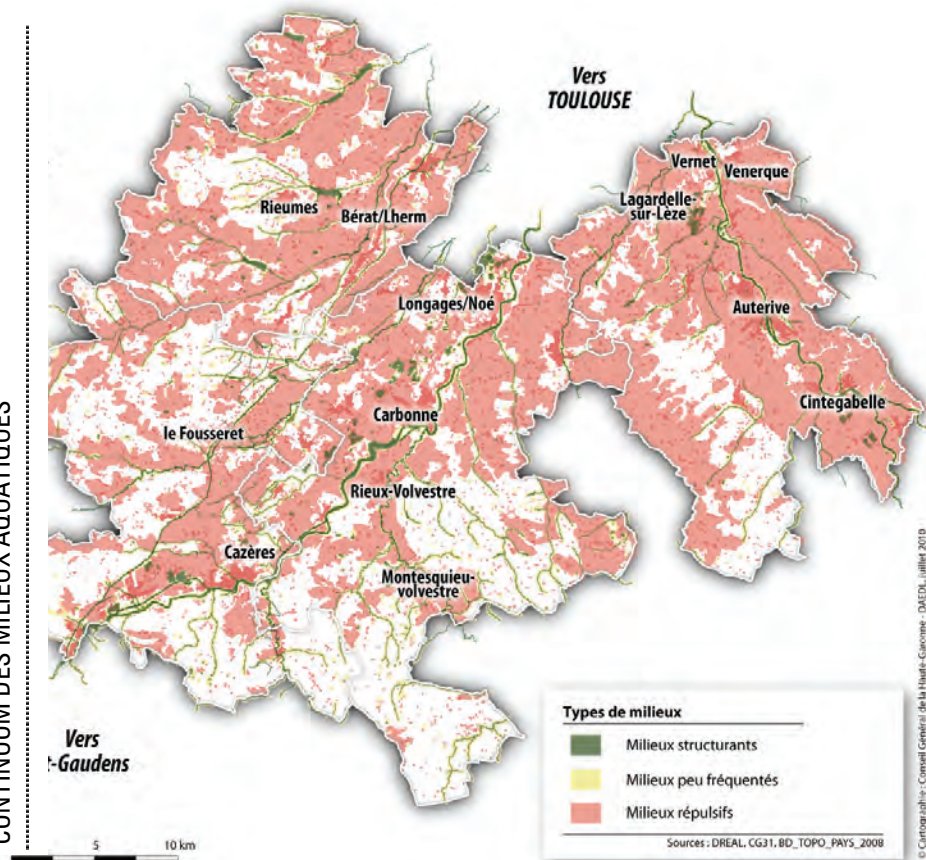 CONTINUUM DES MILIEUX AQUATIQUES
Vers
TOULOUSE
Vernet
Venerque
Lagardelle-
sur-Lèze
Rieumes
Bérat/Lherm
Longages/Noé
Auterive
Cintegabelle
Carbonne
le Fousseret
Rieux-Volvestre
Cazères
Montesquieu-
volvestre
Vers
t-Gaudens
Types de milieu
Milieux structurants
Milieux peu fréquentés
Milieux répulsifs
Sources : DREAL, CG31, BD_TOPO_PAYS_2008
5
10 km
© Cartographie : Conseil Général de la Haute-Garonne - DAEDL, juillet 2010